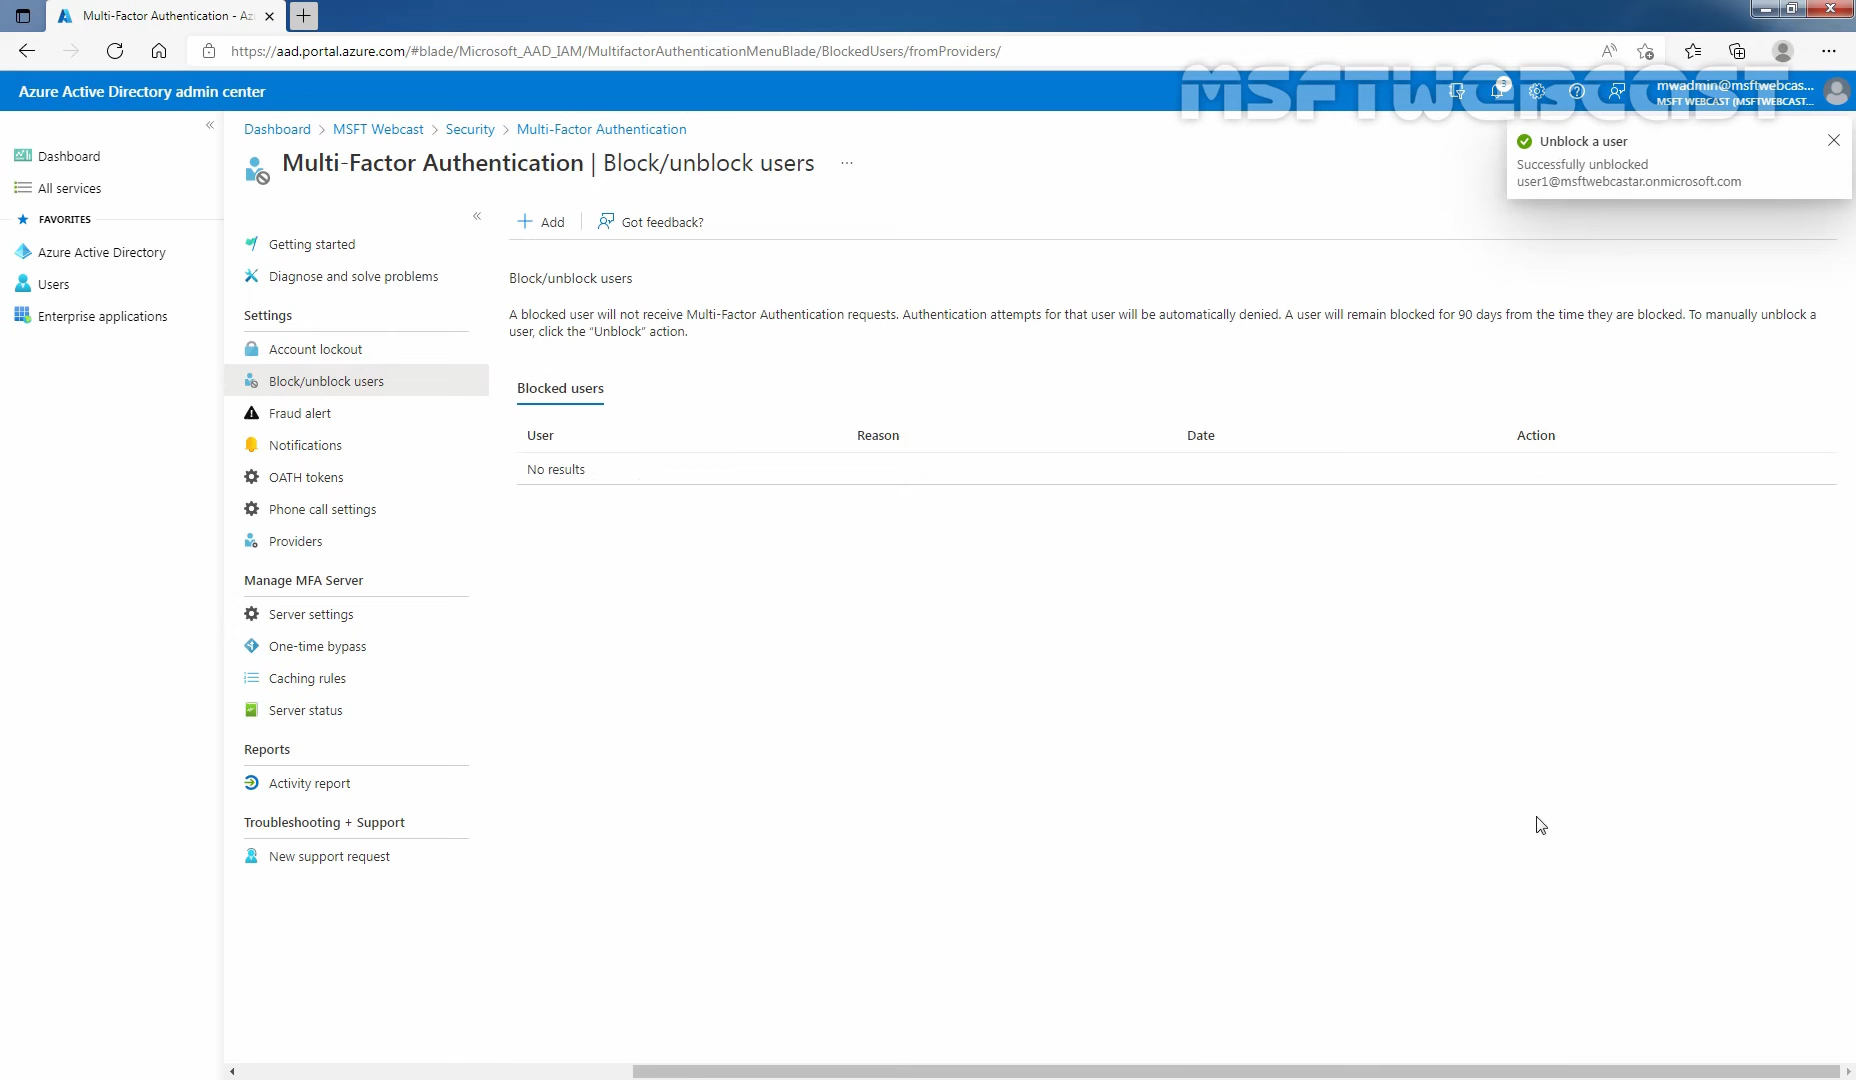 Multi-Factor Authentication - Az
https://aad.portal.azure.com/#blade/Microsoft_AAD_IAM/MultifactorAuthenticationMenuBlade/BlockedUsers/fromProviders/
MSFTWEBCAST
Azure Active Directory admin center
3
mwadmin@msftwebcas...
MSFT WEBCAST (MSFTWEBCAST...
Dashboard > MSFT Webcast > Security > Multi-Factor Authentication
Multi-Factor Authentication | Block/unblock users ...
Unblock a user
Successfully unblocked
user1@msftwebcastar.onmicrosoft.com
Dashboard
All services
FAVORITES
Azure Active Directory
Users
Enterprise applications
Getting started
Diagnose and solve problems
Settings
Account lockout
Block/unblock users
Fraud alert
Notifications
OATH tokens
Phone call settings
Providers
Manage MFA Server
Server settings
One-time bypass
Caching rules
Server status
Reports
Activity report
Troubleshooting + Support
New support request
Add
Got feedback?
Block/unblock users
A blocked user will not receive Multi-Factor Authentication requests. Authentication attempts for that user will be automatically denied. A user will remain blocked for 90 days from the time they are blocked. To manually unblock a
user, click the “Unblock” action.
Blocked users
User Reason Date Action
No results